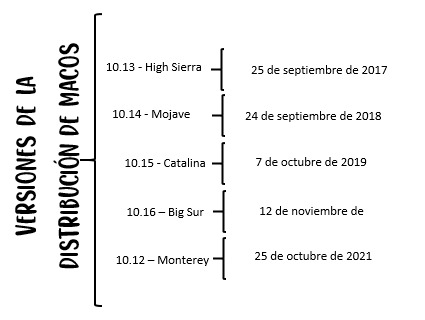 VERSIONES DE LA
DISTRIBUCIÓN DE MACOS
10.13 - High Sierra
25 de septiembre de 2017
10.14 - Mojave
24 de septiembre de 2018
10.15 - Catalina
7 de octubre de 2019
10.16 – Big Sur
12 de noviembre de
10.12 – Monterey
25 de octubre de 2021